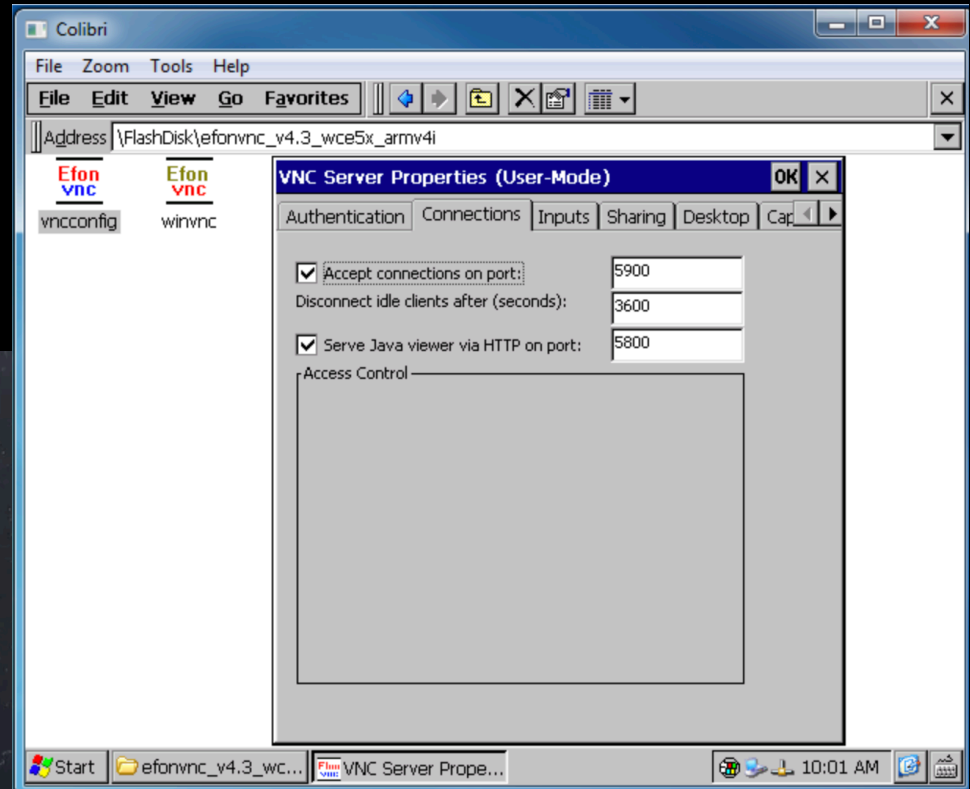 Colibri
File Zoom Tools Help
File Edit View Go Favorites
Address \FlashDisk\efonvnc_v4.3_wce5x_armv4i
Efon
vnc
vncconfig
Efon
vnc
winvnc
VNC Server Properties (User-Mode) OK
Authentication Connections Inputs Sharing Desktop Cap
Accept connections on port: 5900
Disconnect idle clients after (seconds): 3600
Serve Java viewer via HTTP on port: 5800
Access Control
Start efonvnc_v4.3_wc... VNC Server Prope... 10:01 AM